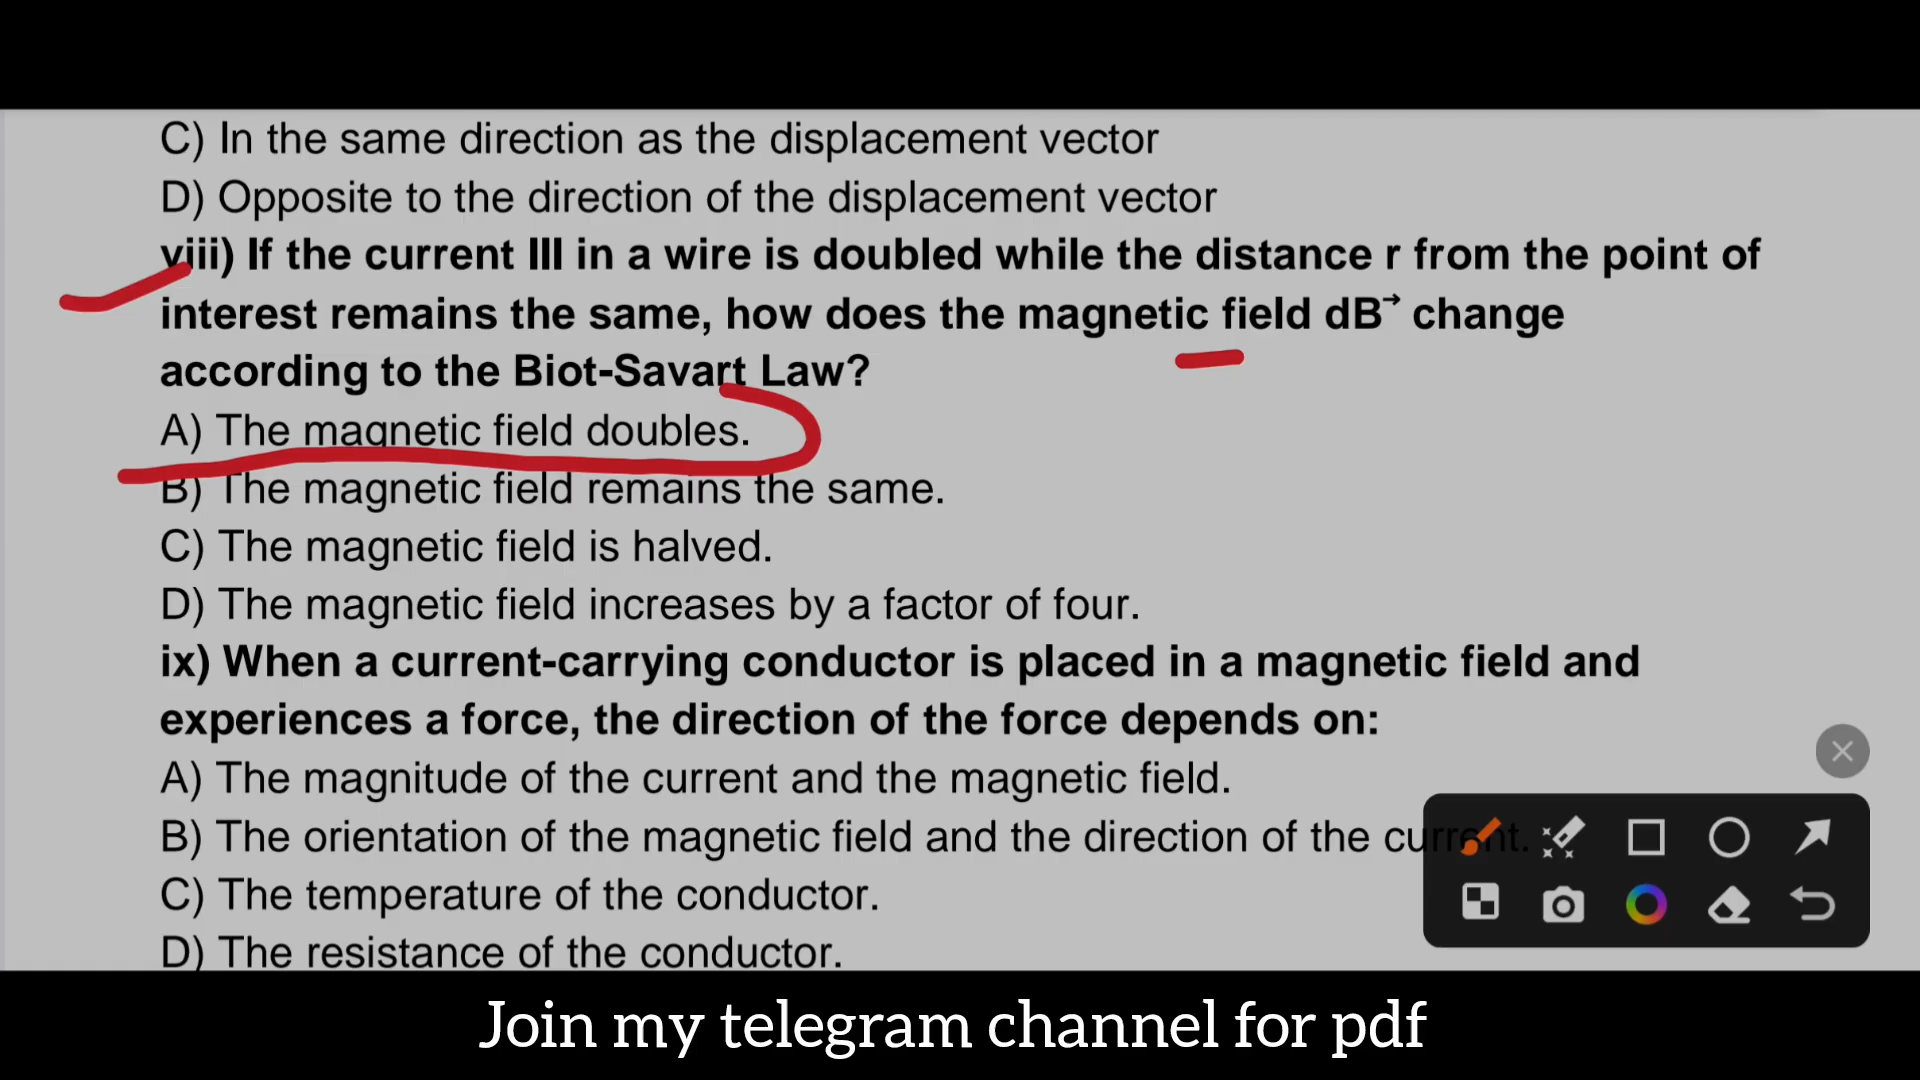 C) In the same direction as the displacement vector
D) Opposite to the direction of the displacement vector
viii) If the current III in a wire is doubled while the distance r from the point of
interest remains the same, how does the magnetic field dB→ change
according to the Biot-Savart Law?
A) The magnetic field doubles.
B) The magnetic field remains the same.
C) The magnetic field is halved.
D) The magnetic field increases by a factor of four.
ix) When a current-carrying conductor is placed in a magnetic field and
experiences a force, the direction of the force depends on:
A) The magnitude of the current and the magnetic field.
B) The orientation of the magnetic field and the direction of the current.
C) The temperature of the conductor.
D) The resistance of the conductor.
Join my telegram channel for pdf